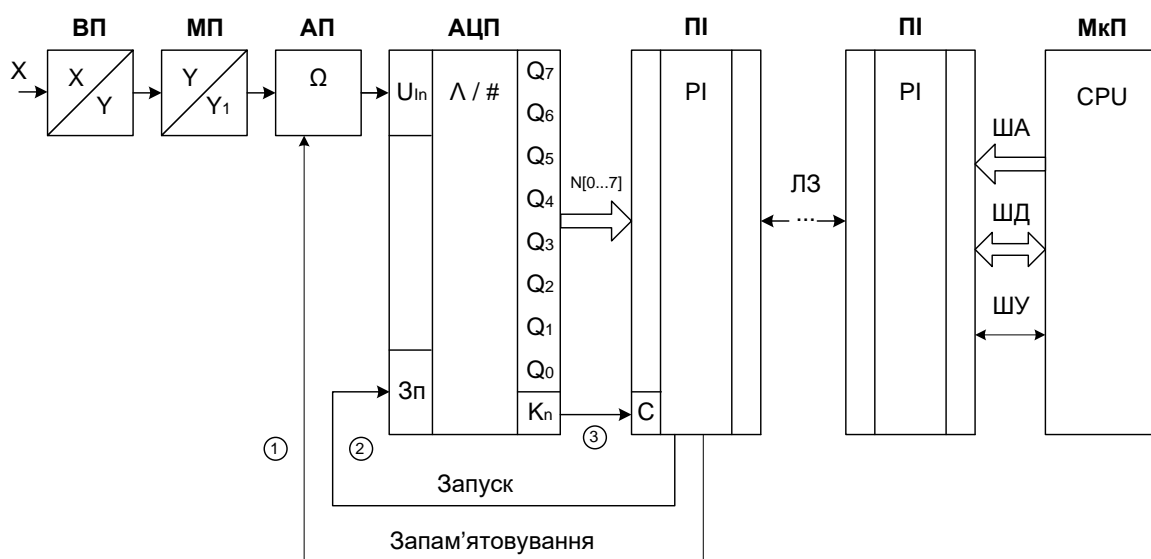 ВП МП АП АЦП ПІ ПІ МкП
X
X
Y
Y
Y1
Ω
UIn
Λ / #
Q7
Q6
Q5
Q4
Q3
Q2
Q1
Q0
Зп
Kn
N[0...7]
C
PI
ЛЗ
...
PI
ША
ШД
ШУ
CPU
1
2
3
Запуск
Запам’ятовування